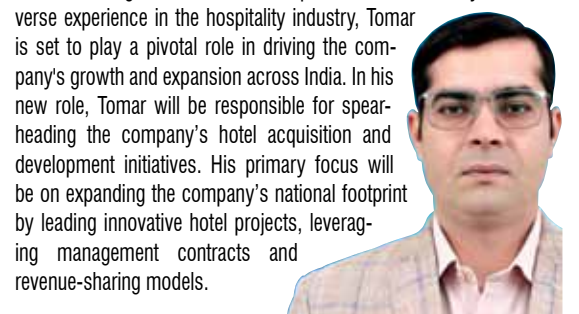 verse experience in the hospitality industry, Tomar
is set to play a pivotal role in driving the com-
pany's growth and expansion across India. In his
new role, Tomar will be responsible for spear-
heading the company’s hotel acquisition and
development initiatives. His primary focus will
be on expanding the company’s national footprint
by leading innovative hotel projects, leverag-
ing management contracts and
revenue-sharing models.